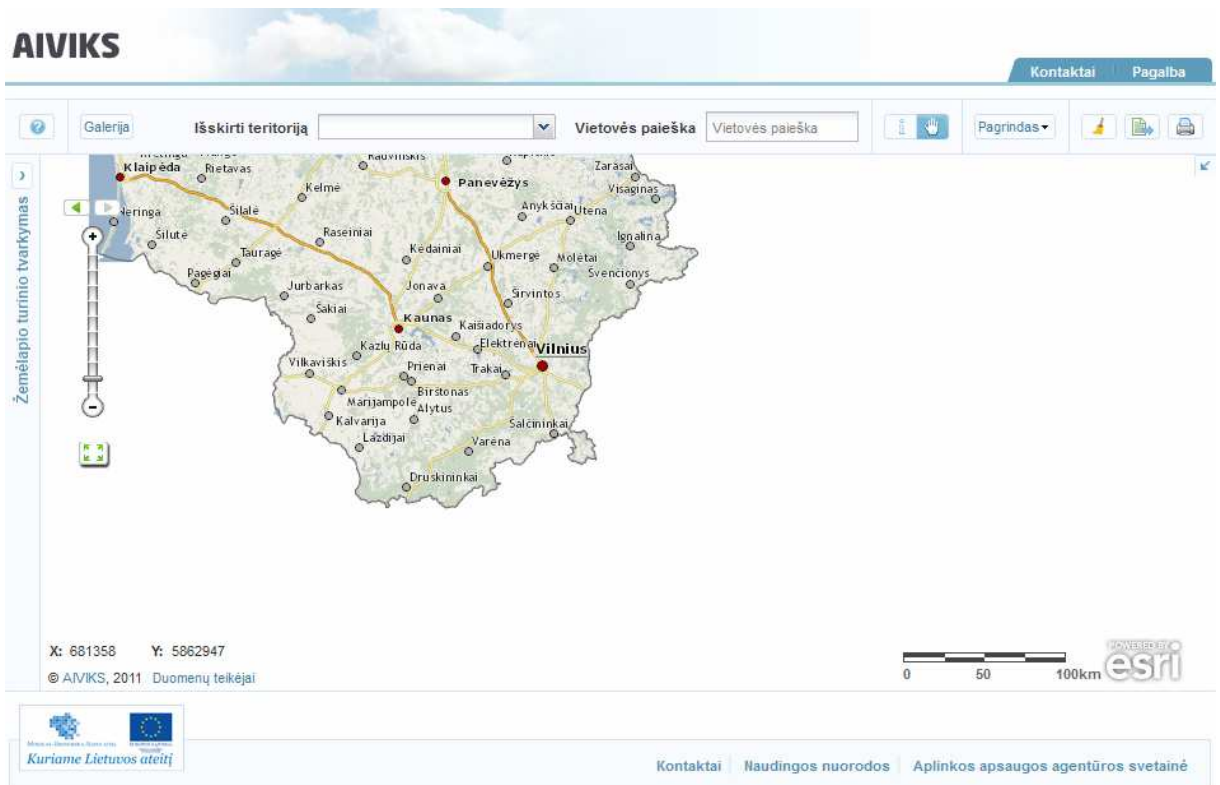 AIVIKS
Kontaktai Pagalba
Galerija Išskirti teritoriją Vietovės paieška Vietovės paieška Pagrindas
Žemėlapio turinio tvarkymas
Klaipėda
Rietavas
Zarasai
Kelmė
Panevėžys
Visaginas
Neringa
Šilalė
Anykščiai
Utena
Šilutė
Raseiniai
Ignalina
Tauragė
Kėdainiai
Ukmergė
Molėtai
Pagėgiai
Švenčionys
Jurbarkas
Jonava
Širvintos
Šakiai
Kaunas
Kaišiadorys
Kazlų Rūda
Elektrėnai
Vilnius
Vilkaviškis
Prienai
Trakai
Birštonas
Marijampolė
Alytus
Kalvarija
Šalčininkai
Lazdijai
Varėna
Druskininkai
X: 681358 Y: 5862947
© AIVIKS, 2011 Duomenų teikėjai
0 50 100km
POWERED BY
esri
Kuriame Lietuvos ateitį
Kontaktai Naudingos nuorodos Aplinkos apsaugos agentūros svetainė